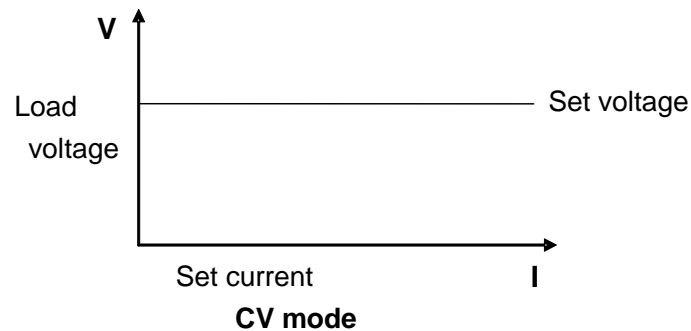 V
Load
voltage
Set voltage
Set current
I
CV mode